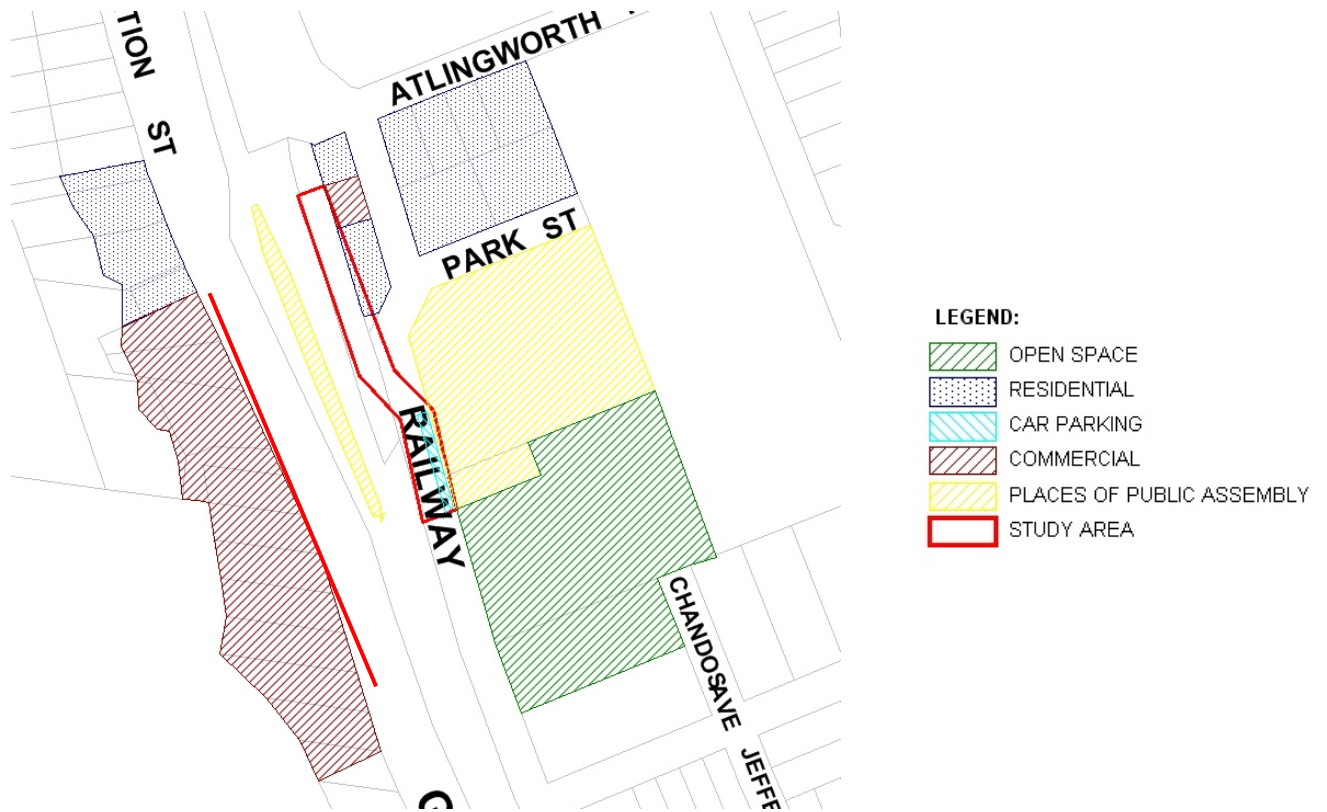 TION ST
ATLINGWORTH
PARK ST
RAILWAY
CHANDOS AVE
JEFFE
G
LEGEND:
OPEN SPACE
RESIDENTIAL
CAR PARKING
COMMERCIAL
PLACES OF PUBLIC ASSEMBLY
STUDY AREA